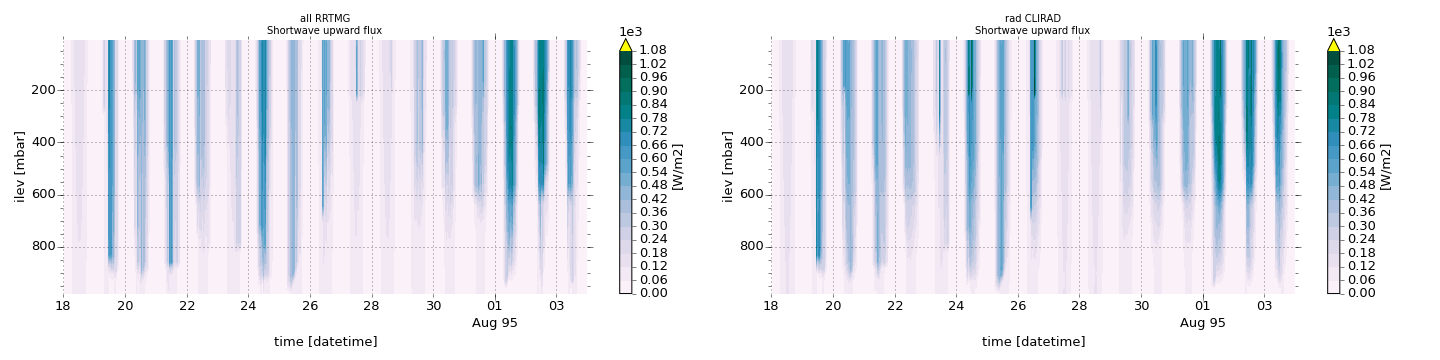 all RRTMG
Shortwave upward flux
ilev [mbar]
200
400
600
800
18 20 22 24 26 28 30 01 03
Aug 95
time [datetime]
1e3
1.08
1.02
0.96
0.90
0.84
0.78
0.72
0.66
0.60
0.54
0.48
0.42
0.36
0.30
0.24
0.18
0.12
0.06
0.00
[W/m2]
rad CLIRAD
Shortwave upward flux
ilev [mbar]
200
400
600
800
18 20 22 24 26 28 30 01 03
Aug 95
time [datetime]
1e3
1.08
1.02
0.96
0.90
0.84
0.78
0.72
0.66
0.60
0.54
0.48
0.42
0.36
0.30
0.24
0.18
0.12
0.06
0.00
[W/m2]